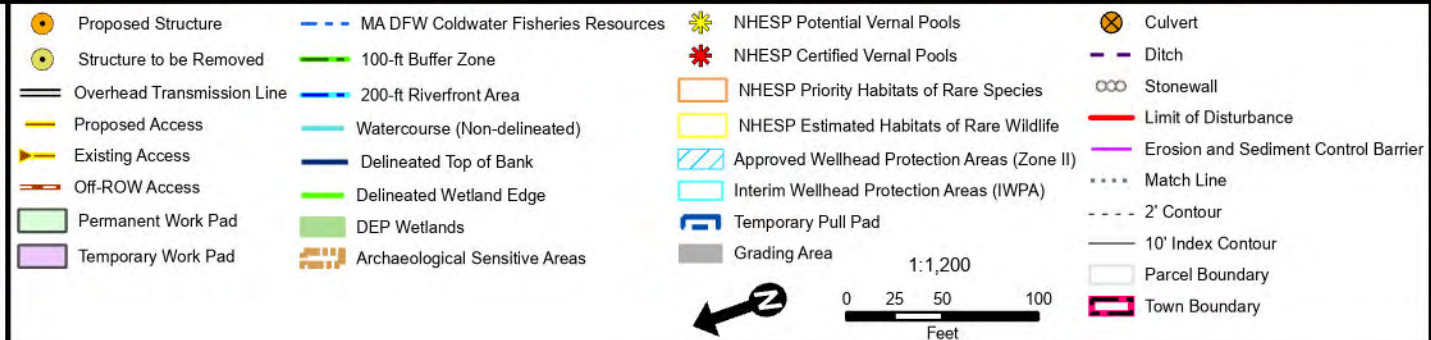 Proposed Structure
Structure to be Removed
Overhead Transmission Line
Proposed Access
Existing Access
Off-ROW Access
Permanent Work Pad
Temporary Work Pad
MA DFW Coldwater Fisheries Resources
100-ft Buffer Zone
200-ft Riverfront Area
Watercourse (Non-delineated)
Delineated Top of Bank
Delineated Wetland Edge
DEP Wetlands
Archaeological Sensitive Areas
NHESP Potential Vernal Pools
NHESP Certified Vernal Pools
NHESP Priority Habitats of Rare Species
NHESP Estimated Habitats of Rare Wildlife
Approved Wellhead Protection Areas (Zone II)
Interim Wellhead Protection Areas (IWPA)
Temporary Pull Pad
Grading Area
N
1:1,200
0 25 50 100
Feet
Culvert
Ditch
Stonewall
Limit of Disturbance
Erosion and Sediment Control Barrier
Match Line
2' Contour
10' Index Contour
Parcel Boundary
Town Boundary